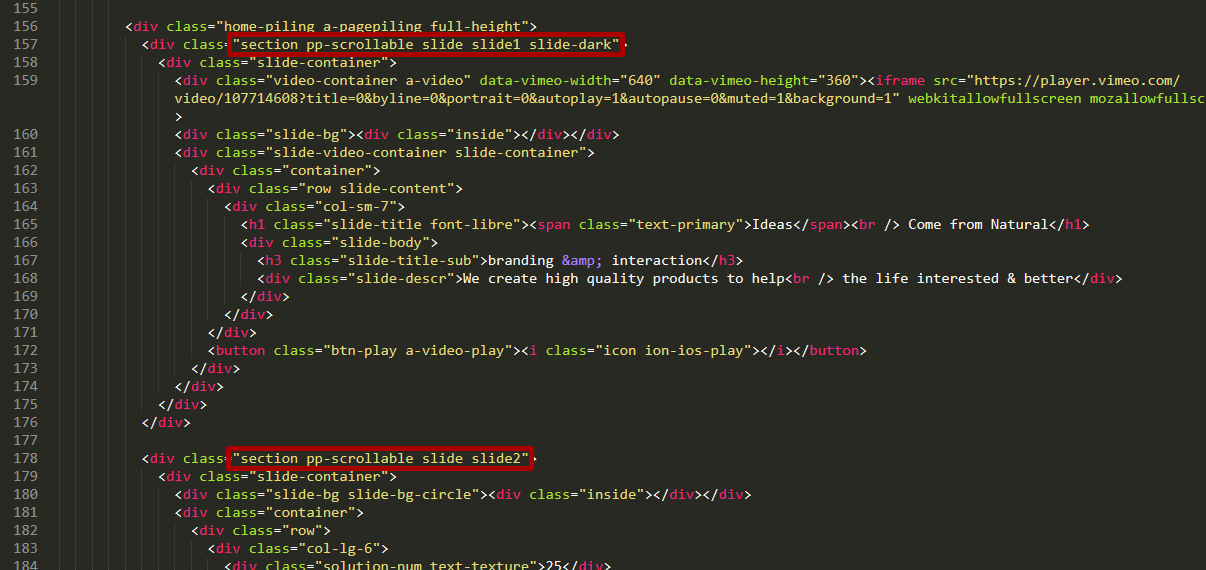 155
156 <div class="home-piling a-pagepiling full-height">
157 <div class="section pp-scrollable slide slide1 slide-dark">
158 <div class="slide-container">
159 <div class="video-container a-video" data-vimeo-width="640" data-vimeo-height="360"><iframe src="https://player.vimeo.com/
video/107714608?title=0&byline=0&portrait=0&autoplay=1&autopause=0&muted=1&background=1" webkitallowfullscreen mozallowfullsc
>
160 <div class="slide-bg"><div class="inside"></div></div>
161 <div class="slide-video-container slide-container">
162 <div class="container">
163 <div class="row slide-content">
164 <div class="col-sm-7">
165 <h1 class="slide-title font-libre"><span class="text-primary">Ideas</span><br /> Come from Natural</h1>
166 <div class="slide-body">
167 <h3 class="slide-title-sub">branding &amp; interaction</h3>
168 <div class="slide-descr">We create high quality products to help<br /> the life interested & better</div>
169 </div>
170 </div>
171 </div>
172 <button class="btn-play a-video-play"><i class="icon ion-ios-play"></i></button>
173 </div>
174 </div>
175 </div>
176 </div>
177
178 <div class="section pp-scrollable slide slide2">
179 <div class="slide-container">
180 <div class="slide-bg slide-bg-circle"><div class="inside"></div></div>
181 <div class="container">
182 <div class="row">
183 <div class="col-lg-6">
184 <div class="solution-num text-texture">25</div>